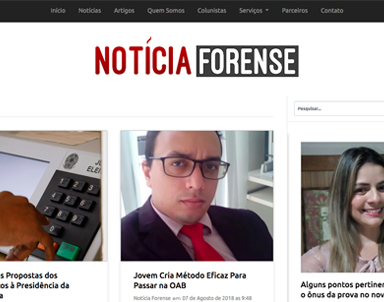 Início Notícias Artigos Quem Somos Colunistas Serviços Parceiros Contato
NOTÍCIA FORENSE
Pesquisar...
s Propostas dos
tos à Presidência da
a
Jovem Cria Método Eficaz Para
Passar na OAB
Notícia Forense em 07 de Agosto de 2018 às 9:48
Alguns pontos pertine
o ônus da prova no nov